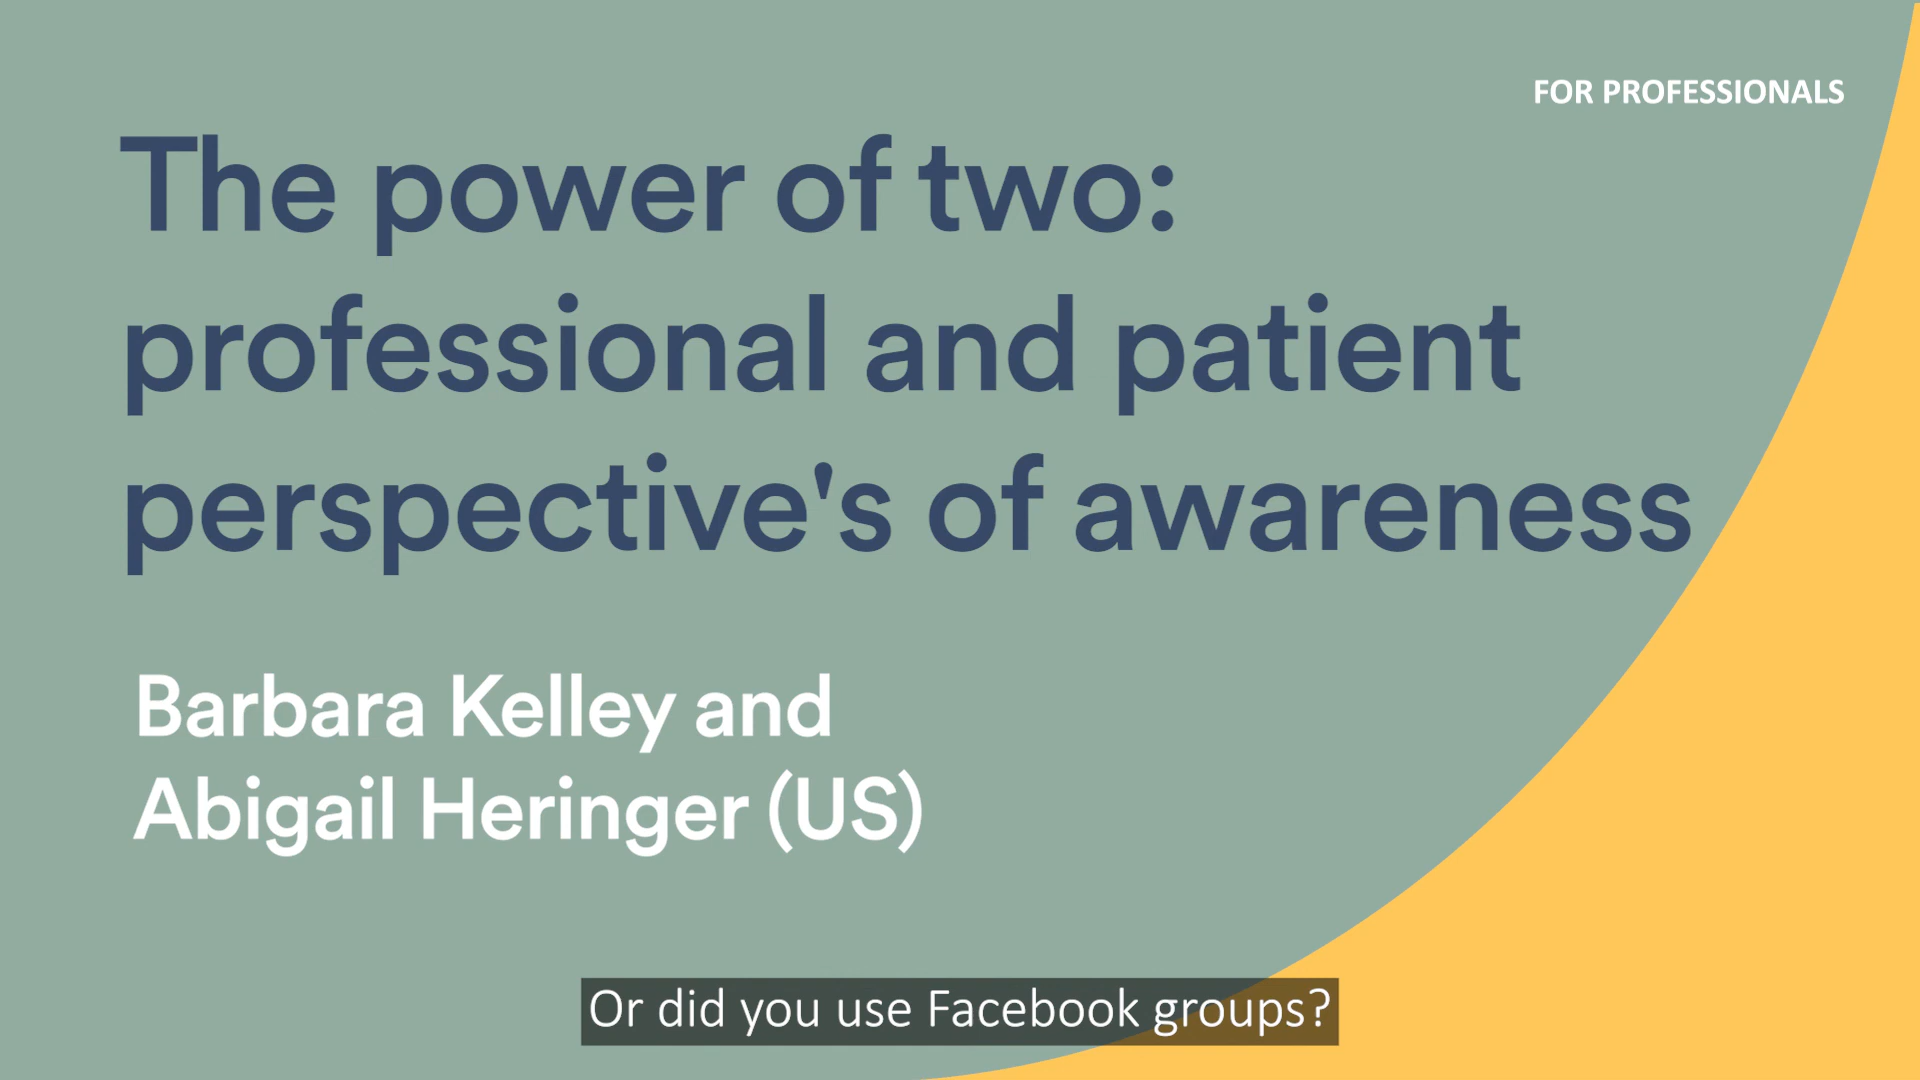 FOR PROFESSIONALS
The power of two:
professional and patient
perspective's of awareness
Barbara Kelley and
Abigail Heringer (US)
Or did you use Facebook groups?